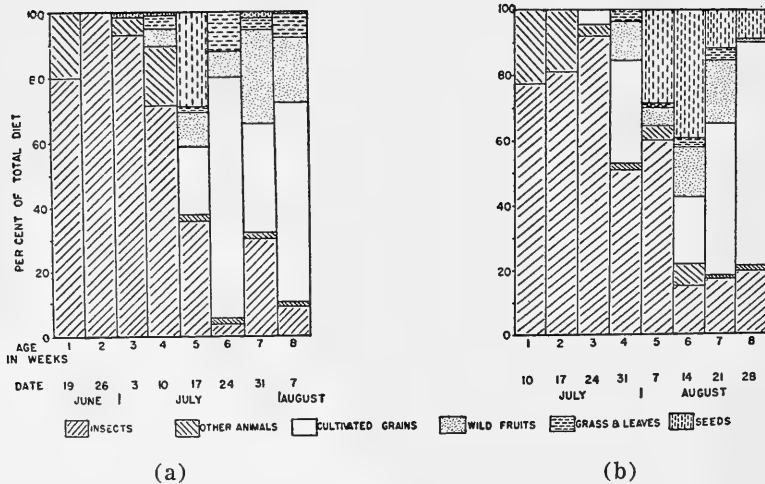 PER CENT OF TOTAL DIET
100
80
60
40
20
0
AGE IN WEEKS
1 2 3 4 5 6 7 8
DATE
19 26 3 10 17 24 31 7
JUNE JULY AUGUST
100
80
60
40
20
0
1 2 3 4 5 6 7 8
10 17 24 31 7 14 21 28
JULY AUGUST
INSECTS OTHER ANIMALS CULTIVATED GRAINS WILD FRUITS GRASS & LEAVES SEEDS
(a) (b)